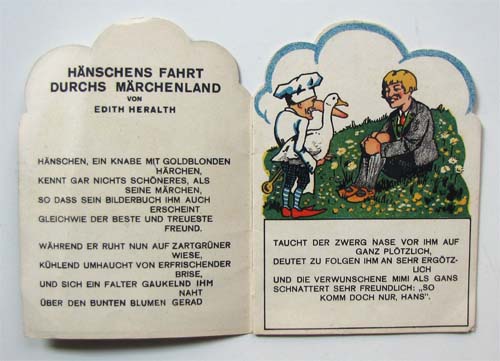 HÄNSCHENS FAHRT
DURCHS MÄRCHENLAND
VON
EDITH HERALTH
HÄNSCHEN, EIN KNABE MIT GOLDBLONDEN
HÄRCHEN,
KENNT GAR NICHTS SCHÖNERES, ALS
SEINE MÄRCHEN,
SO DASS SEIN BILDERBUCH IHM AUCH
ERSCHEINT
GLEICHWIE DER BESTE UND TREUESTE
FREUND.
WÄHREND ER RUHT NUN AUF ZARTGRÜNER
WIESE,
KÜHLEND UMHAUCHT VON ERFRISCHENDER
BRISE,
UND SICH EIN FALTER GAUKELND IHM
NAHT
ÜBER DEN BUNTEN BLUMEN GERAD
TAUCHT DER ZWERG NASE VOR IHM AUF
GANZ PLÖTZLICH,
DEUTET ZU FOLGEN IHM AN SEHR ERGÖTZ-
LICH
UND DIE VERWUNSCHENE MIMI ALS GANS
SCHNATTERT SEHR FREUNDLICH: „SO
KOMM DOCH NUR, HANS".